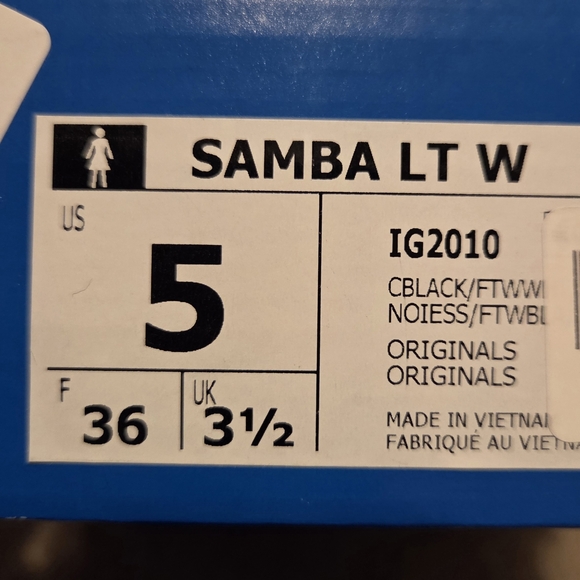 SAMBA LT W
US
5
F
36
UK
3½
IG2010
CBLACK/FTWW
NOIESS/FTWBL
ORIGINALS
ORIGINALS
MADE IN VIETNA
FABRIQUÉ AU VIETNA